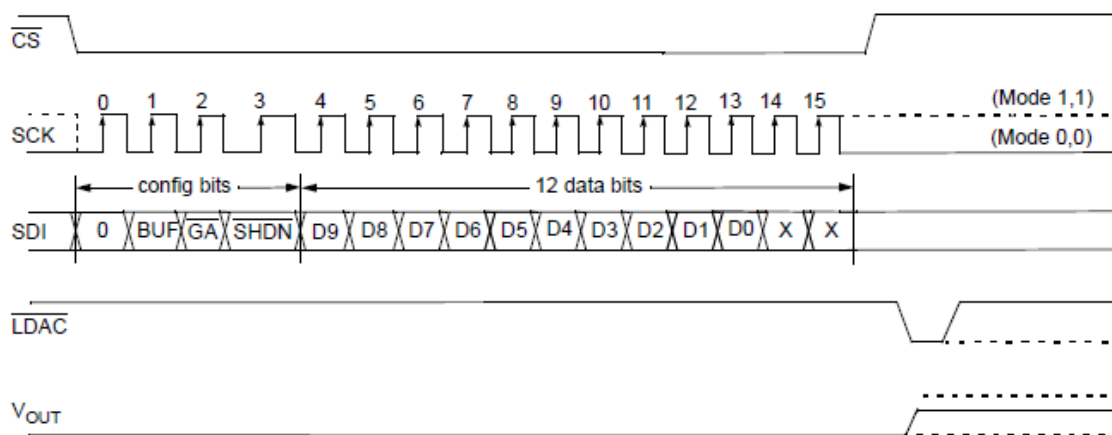 CS
0 1 2 3 4 5 6 7 8 9 10 11 12 13 14 15 (Mode 1,1)
SCK (Mode 0,0)
config bits 12 data bits
SDI 0 BUF GA SHDN D9 D8 D7 D6 D5 D4 D3 D2 D1 D0 X X
LDAC
VOUT